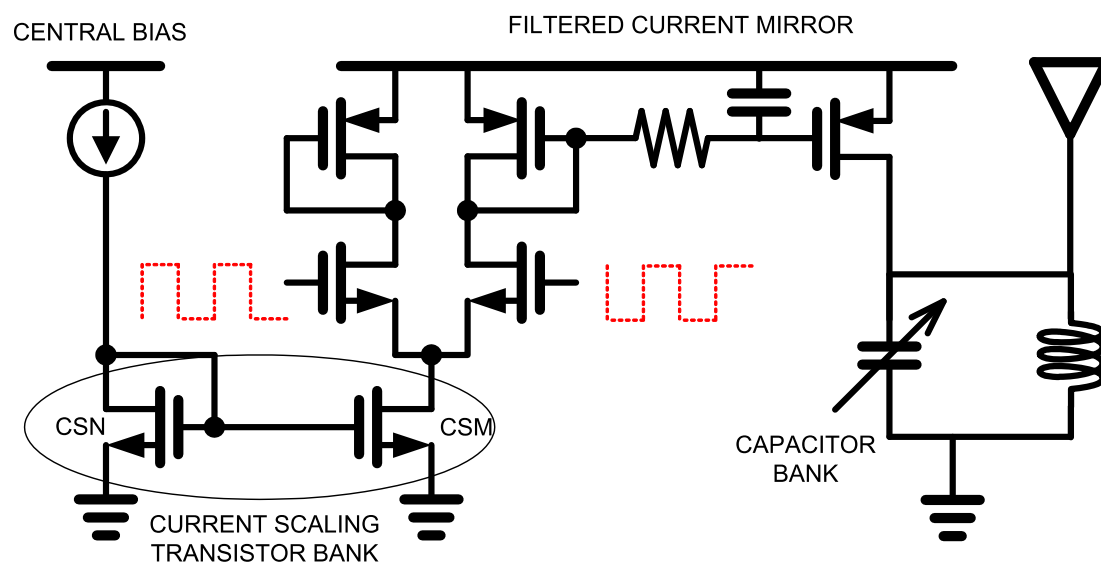 CENTRAL BIAS
FILTERED CURRENT MIRROR
CSN
CSM
CAPACITOR
BANK
CURRENT SCALING
TRANSISTOR BANK